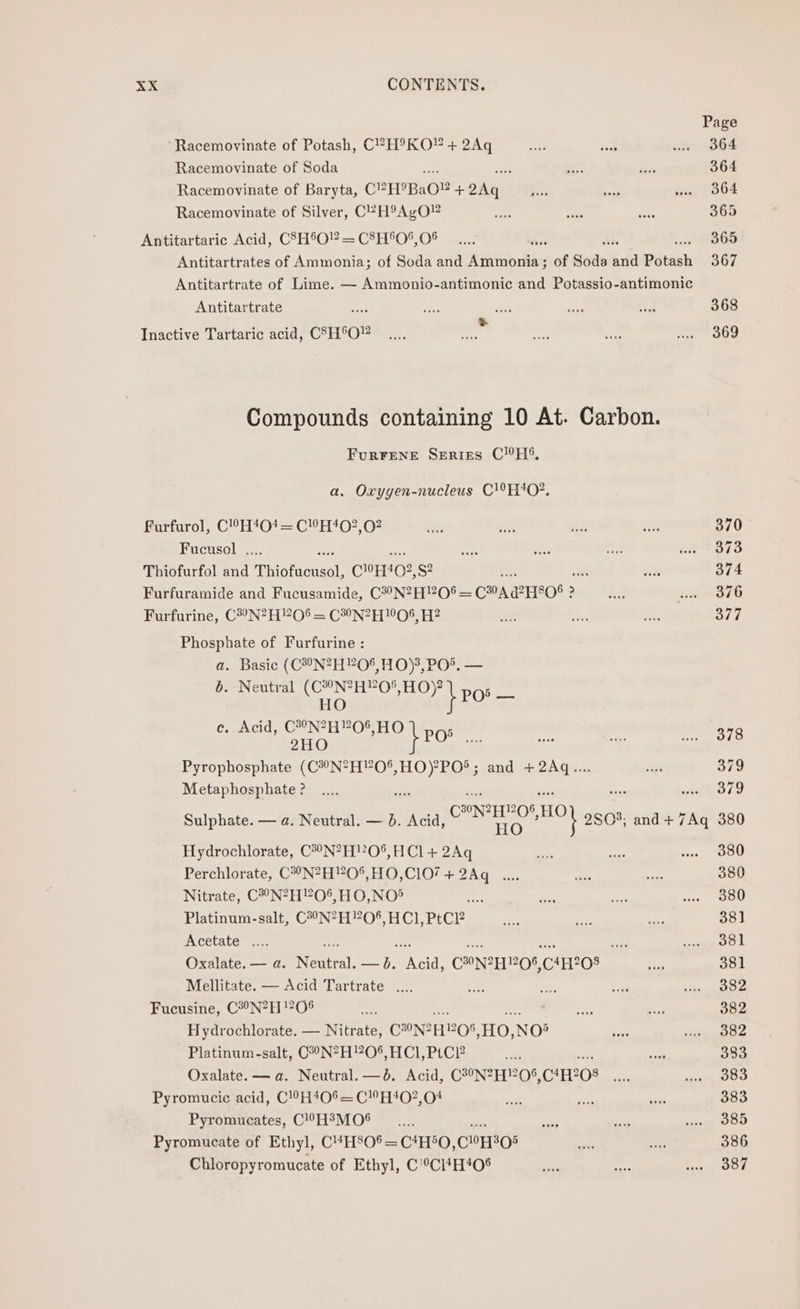 XX CONTENTS.
Page
Racemovinate of Potash, C¹²H⁹KO¹² + 2Aq .... .... .... 364
Racemovinate of Soda .... .... .... .... 364
Racemovinate of Baryta, C¹²H⁹BaO¹² + 2Aq .... .... .... 364
Racemovinate of Silver, C¹²H⁹AgO¹² .... .... .... 365
Antitartaric Acid, C⁸H⁶O¹² = C⁸H⁶O⁶,O⁶ .... .... .... .... 365
Antitartrates of Ammonia; of Soda and Ammonia; of Soda and Potash 367
Antitartrate of Lime. — Ammonio-antimonic and Potassio-antimonic
Antitartrate .... .... .... .... .... 368
Inactive Tartaric acid, C⁸H⁶O¹² .... .... .... .... .... 369
Compounds containing 10 At. Carbon.
FURFENE SERIES C¹⁰H⁶.
a. Oxygen-nucleus C¹⁰H⁴O².
Furfurol, C¹⁰H⁴O⁴ = C¹⁰H⁴O²,O² .... .... .... .... 370
Fucusol .... .... .... .... .... .... .... 373
Thiofurfol and Thiofucusol, C¹⁰H⁴O²,S² .... .... .... 374
Furfuramide and Fucusamide, C³⁰N²H¹²O⁶ = C³⁰Ad²H⁸O⁶ ? .... .... 376
Furfurine, C³⁰N²H¹²O⁶ = C³⁰N²H¹⁰O⁶,H² .... .... .... 377
Phosphate of Furfurine :
a. Basic (C³⁰N²H¹²O⁶,HO)³,PO⁵. —
b. Neutral (C³⁰N²H¹²O⁶,HO)² } PO⁵ —
HO
c. Acid, C³⁰N²H¹²O⁶,HO } PO⁵ .... .... .... .... 378
2HO
Pyrophosphate (C³⁰N²H¹²O⁶,HO)²PO⁵; and + 2Aq .... .... 379
Metaphosphate ? .... .... .... .... .... .... 379
Sulphate. — a. Neutral. — b. Acid, C³⁰N²H¹²O⁶,HO } 2SO³; and + 7Aq 380
HO
Hydrochlorate, C³⁰N²H¹²O⁶,HCl + 2Aq .... .... .... 380
Perchlorate, C³⁰N²H¹²O⁶,HO,ClO⁷ + 2Aq .... .... .... 380
Nitrate, C³⁰N²H¹²O⁶,HO,NO⁵ .... .... .... .... 380
Platinum-salt, C³⁰N²H¹²O⁶,HCl,PtCl² .... .... .... 381
Acetate .... .... .... .... .... .... .... 381
Oxalate. — a. Neutral. — b. Acid, C³⁰N²H¹²O⁶,C⁴H²O⁸ .... 381
Mellitate. — Acid Tartrate .... .... .... .... .... 382
Fucusine, C³⁰N²H¹²O⁶ .... .... .... .... .... 382
Hydrochlorate. — Nitrate, C³⁰N²H¹²O⁶,HO,NO⁵ .... .... 382
Platinum-salt, C³⁰N²H¹²O⁶,HCl,PtCl² .... .... .... 383
Oxalate. — a. Neutral. — b. Acid, C³⁰N²H¹²O⁶,C⁴H²O⁸ .... .... 383
Pyromucic acid, C¹⁰H⁴O⁶ = C¹⁰H⁴O²,O⁴ .... .... .... 383
Pyromucates, C¹⁰H³MO⁶ .... .... .... .... .... 385
Pyromucate of Ethyl, C¹⁴H⁸O⁶ = C⁴H⁵O,C¹⁰H³O⁵ .... .... 386
Chloropyromucate of Ethyl, C¹⁰Cl⁴H⁴O⁶ .... .... .... 387